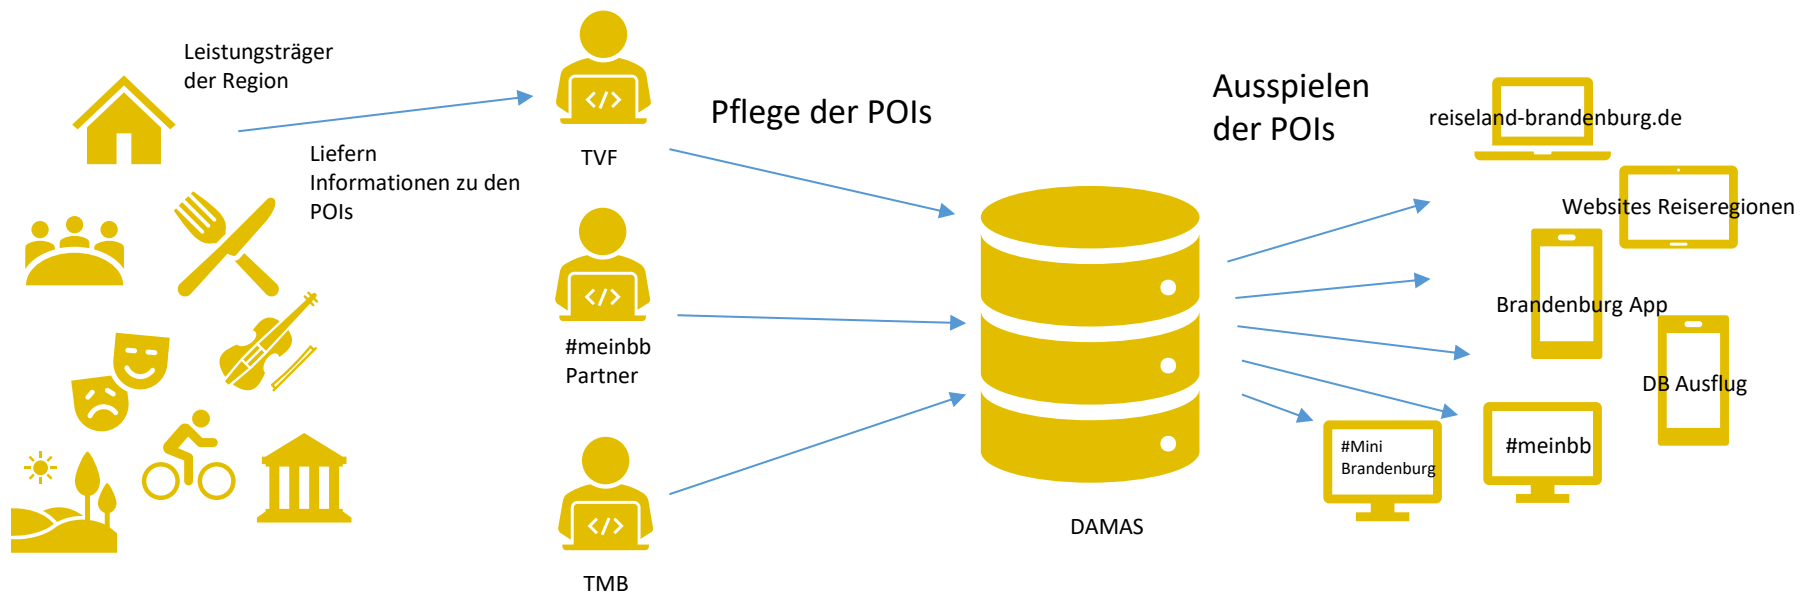 Leistungsträger
der Region
Liefern
Informationen zu den
POIs
TVF
#meinbb
Partner
TMB
Pflege der POIs
DAMAS
Ausspielen
der POIs
reiseland-brandenburg.de
Websites Reiseregionen
Brandenburg App
DB Ausflug
#meinbb
#Mini
Brandenburg